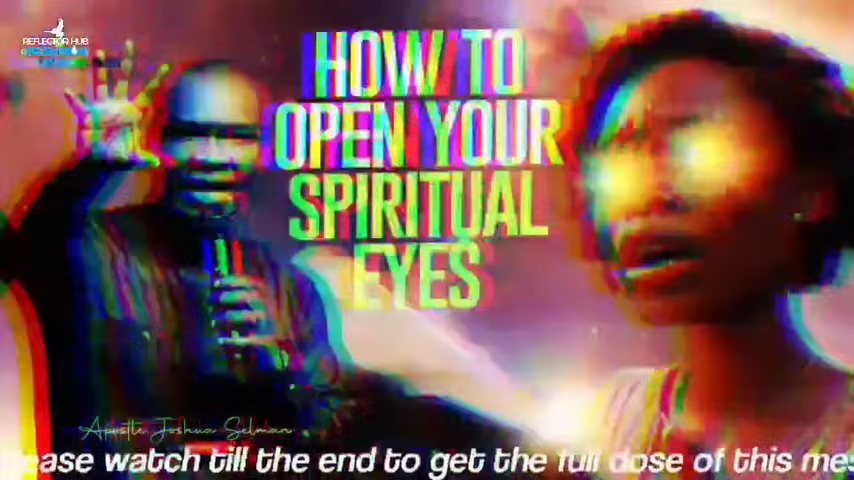 REFLECTOR HUB
HOW TO
OPEN YOUR
SPIRITUAL
EYES
Apostle Joshua Selman
ease watch till the end to get the full dose of this mes